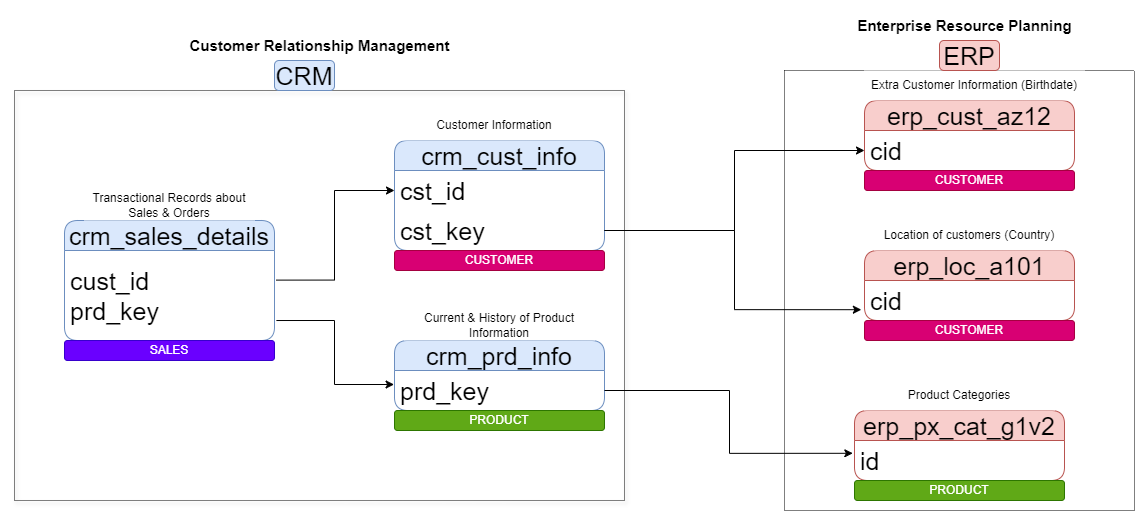 Customer Relationship Management
CRM
Transactional Records about
Sales & Orders
crm_sales_details
cust_id
prd_key
SALES
Customer Information
crm_cust_info
cst_id
cst_key
CUSTOMER
Current & History of Product
Information
crm_prd_info
prd_key
PRODUCT
Enterprise Resource Planning
ERP
Extra Customer Information (Birthdate)
erp_cust_az12
cid
CUSTOMER
Location of customers (Country)
erp_loc_a101
cid
CUSTOMER
Product Categories
erp_px_cat_g1v2
id
PRODUCT